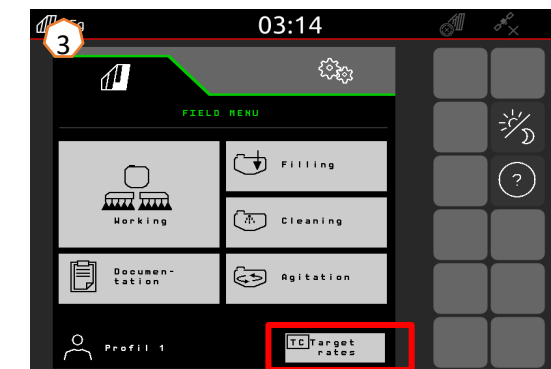 03:14
3
FIELD MENU
Working
Filling
Cleaning
Documen-
tation
Agitation
Profil 1
TC Target
rates
?